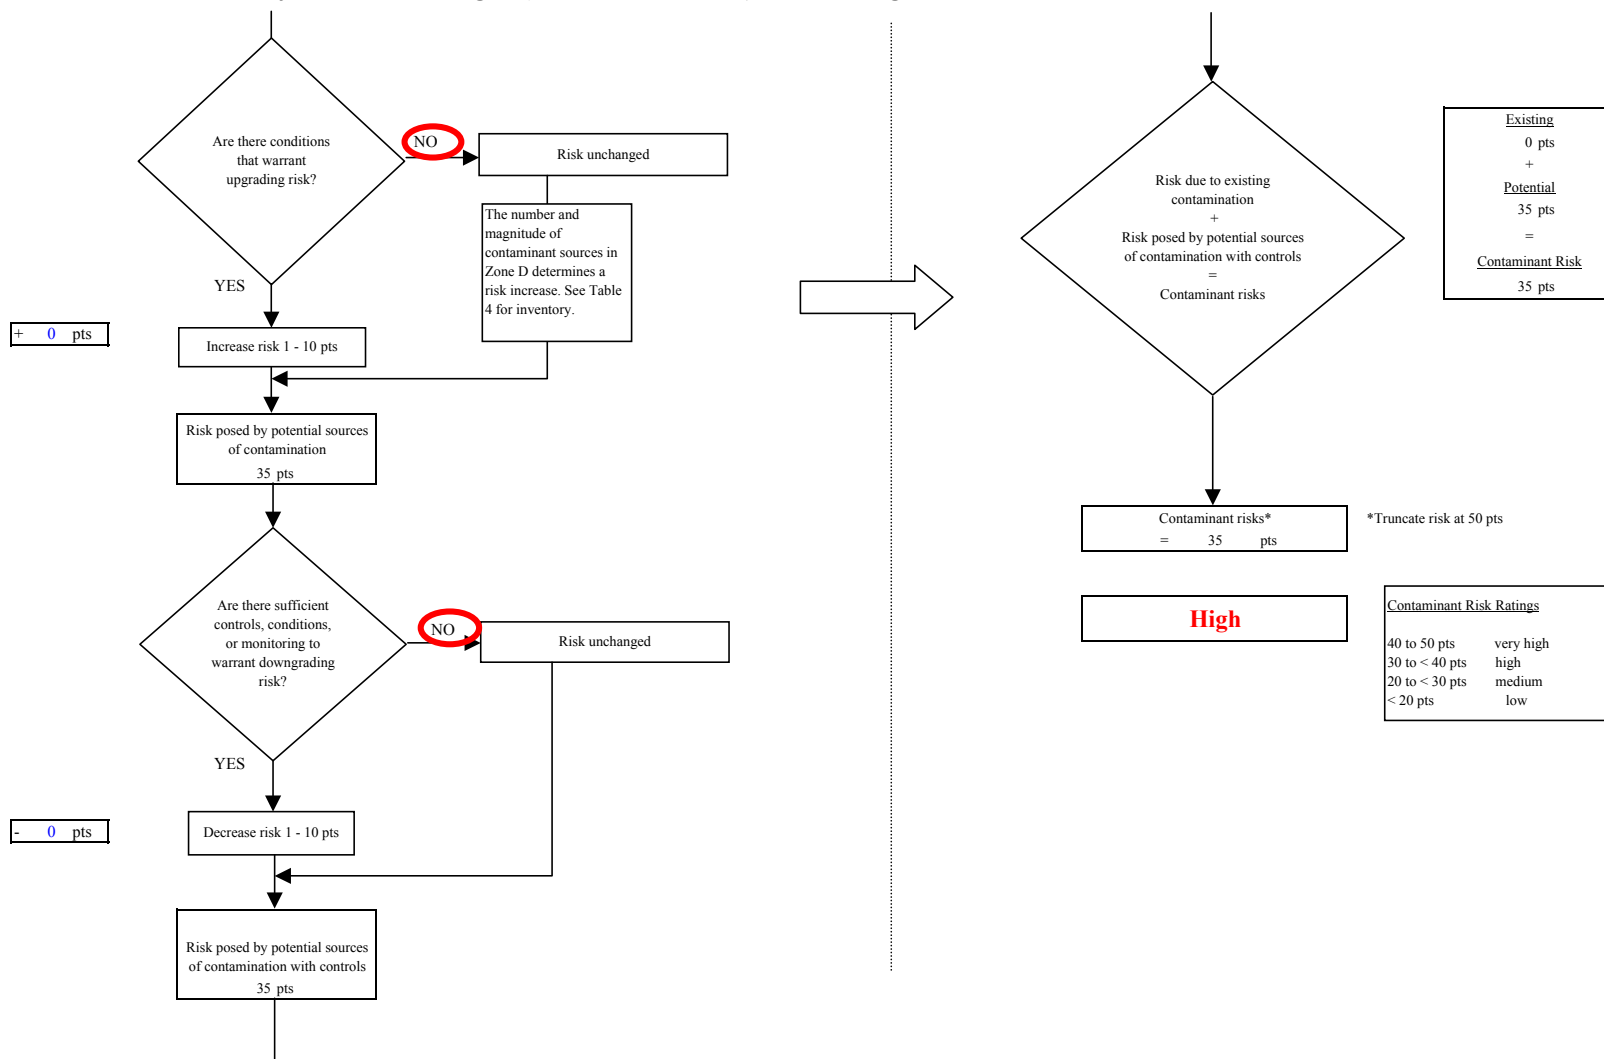 Are there conditions
that warrant
upgrading risk?
NO
Risk unchanged
The number and
magnitude of
contaminant sources in
Zone D determines a
risk increase. See Table
4 for inventory.
YES
+ 0 pts
Increase risk 1 - 10 pts
Risk posed by potential sources
of contamination
35 pts
Are there sufficient
controls, conditions,
or monitoring to
warrant downgrading
risk?
NO
Risk unchanged
YES
- 0 pts
Decrease risk 1 - 10 pts
Risk posed by potential sources
of contamination with controls
35 pts
Risk due to existing
contamination
+
Risk posed by potential sources
of contamination with controls
=
Contaminant risks
Existing
0 pts
+
Potential
35 pts
=
Contaminant Risk
35 pts
Contaminant risks*
= 35 pts
*Truncate risk at 50 pts
High
Contaminant Risk Ratings
40 to 50 pts very high
30 to < 40 pts high
20 to < 30 pts medium
< 20 pts low